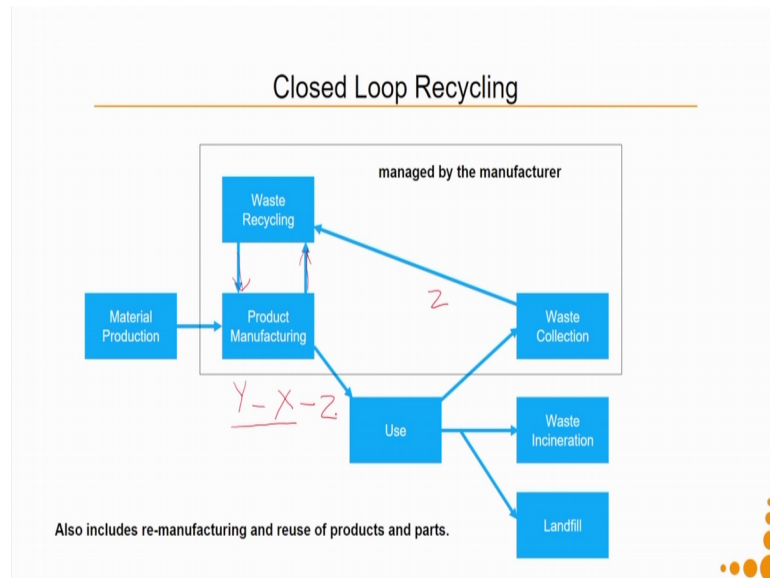 Closed Loop Recycling
managed by the manufacturer
Waste
Recycling
Material
Production
Product
Manufacturing
2
Waste
Collection
Y-X-2.
Use
Waste
Incineration
Landfill
Also includes re-manufacturing and reuse of products and parts.